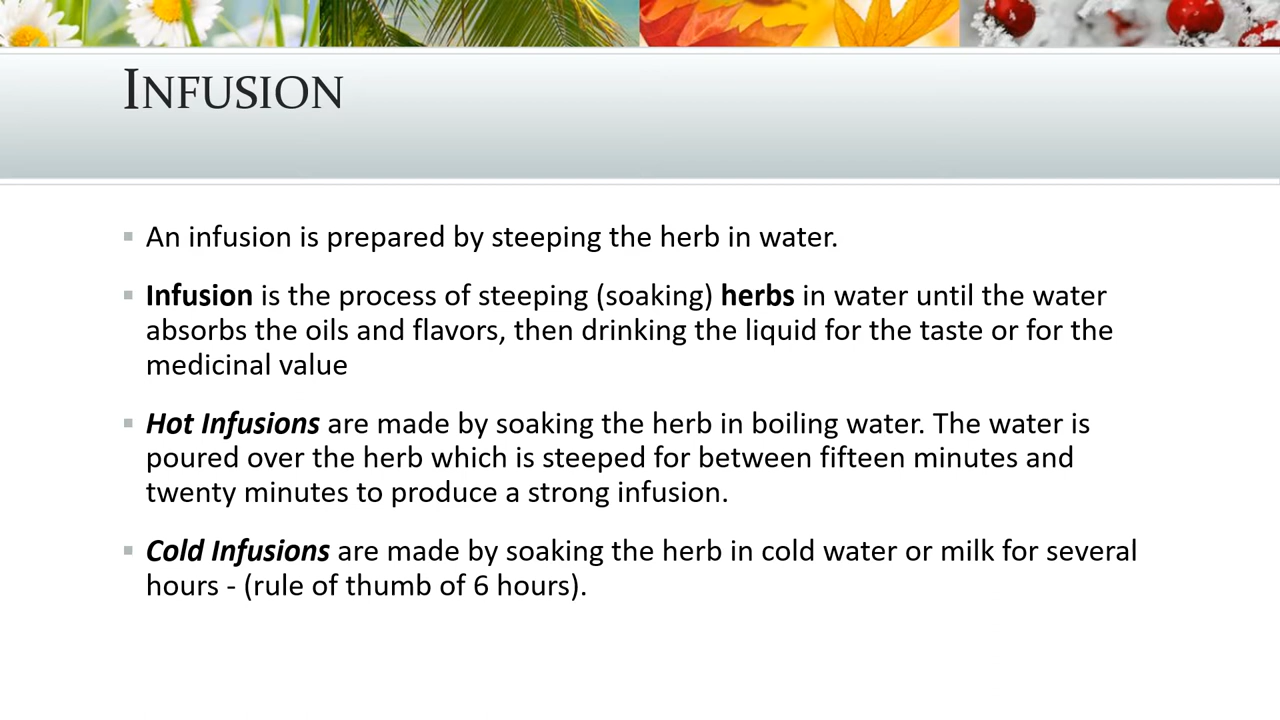 INFUSION
▪ An infusion is prepared by steeping the herb in water.
▪ Infusion is the process of steeping (soaking) herbs in water until the water
absorbs the oils and flavors, then drinking the liquid for the taste or for the
medicinal value
▪ Hot Infusions are made by soaking the herb in boiling water. The water is
poured over the herb which is steeped for between fifteen minutes and
twenty minutes to produce a strong infusion.
▪ Cold Infusions are made by soaking the herb in cold water or milk for several
hours - (rule of thumb of 6 hours).